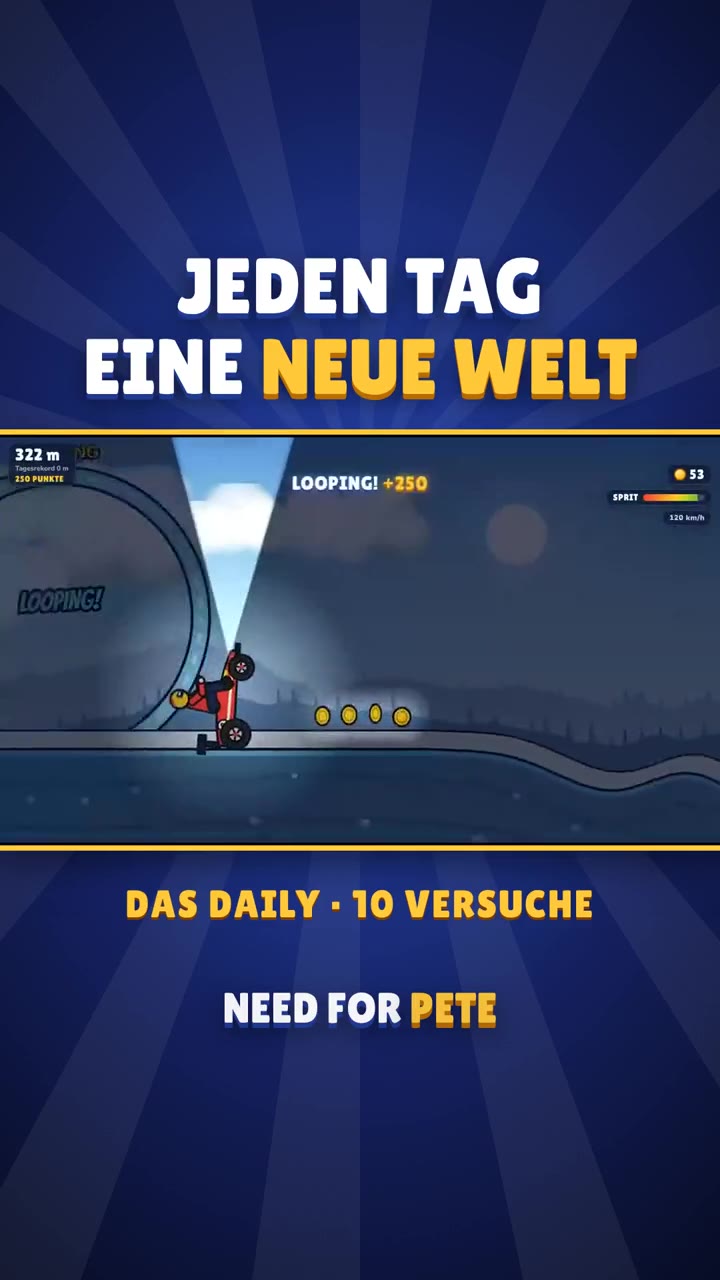 JEDEN TAG
EINE NEUE WELT
322 m
Tagesrekord 0 m
250 PUNKTE
LOOPING! +250
53
SPRIT
120 km/h
LOOPING!
DAS DAILY · 10 VERSUCHE
NEED FOR PETE